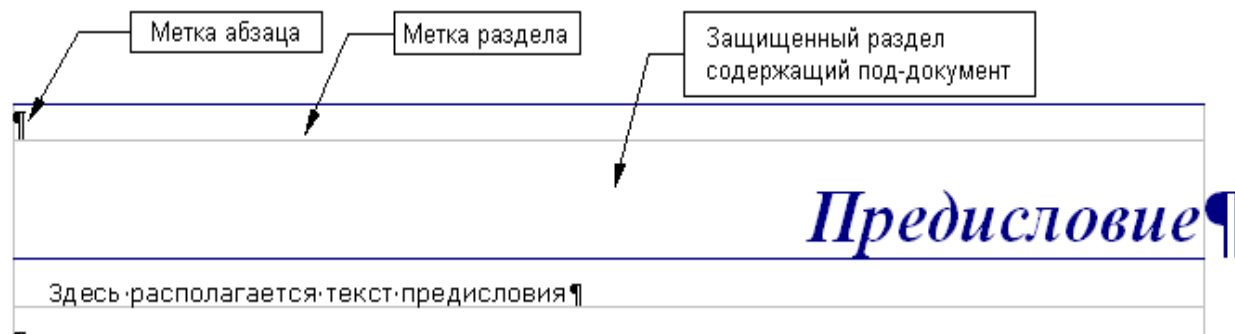 Метка абзаца
Метка раздела
Защищенный раздел
содержащий под-документ
¶
Предисловие¶
Здесь·располагается·текст·предисловия¶